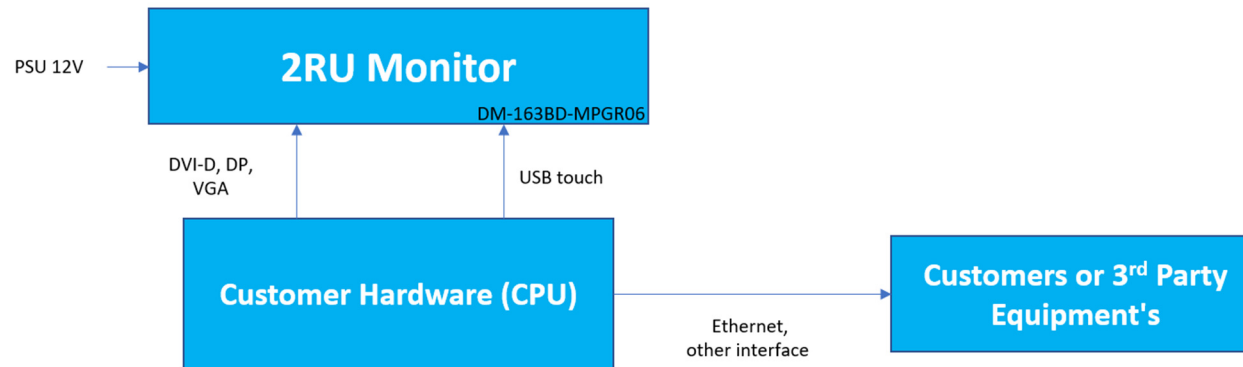 PSU 12V
2RU Monitor
DM-163BD-MPGR06
DVI-D, DP,
VGA
USB touch
Customer Hardware (CPU)
Ethernet,
other interface
Customers or 3rd Party
Equipment's